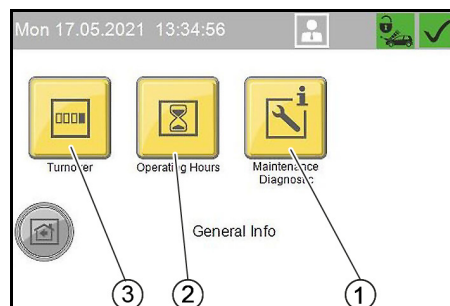 Mon 17.05.2021 13:34:56
Turnover
Operating Hours
Maintenance
Diagnostic
General Info
3 2 1